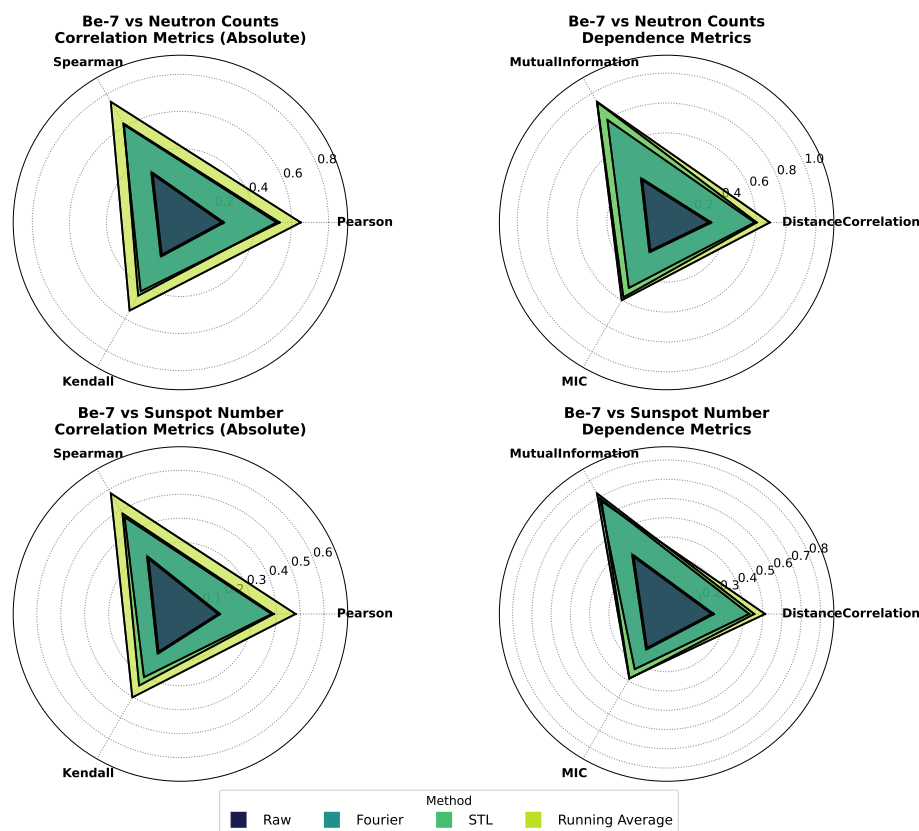 Be-7 vs Neutron Counts
Correlation Metrics (Absolute)
Spearman
0.8
0.6
0.4
0.2
Pearson
Kendall
Be-7 vs Neutron Counts
Dependence Metrics
MutualInformation
1.0
0.8
0.6
0.4
0.2
DistanceCorrelation
MIC
Be-7 vs Sunspot Number
Correlation Metrics (Absolute)
Spearman
0.6
0.5
0.4
0.3
0.2
0.1
Pearson
Kendall
Be-7 vs Sunspot Number
Dependence Metrics
MutualInformation
0.8
0.7
0.6
0.5
0.4
0.3
DistanceCorrelation
MIC
Method
Raw Fourier STL Running Average